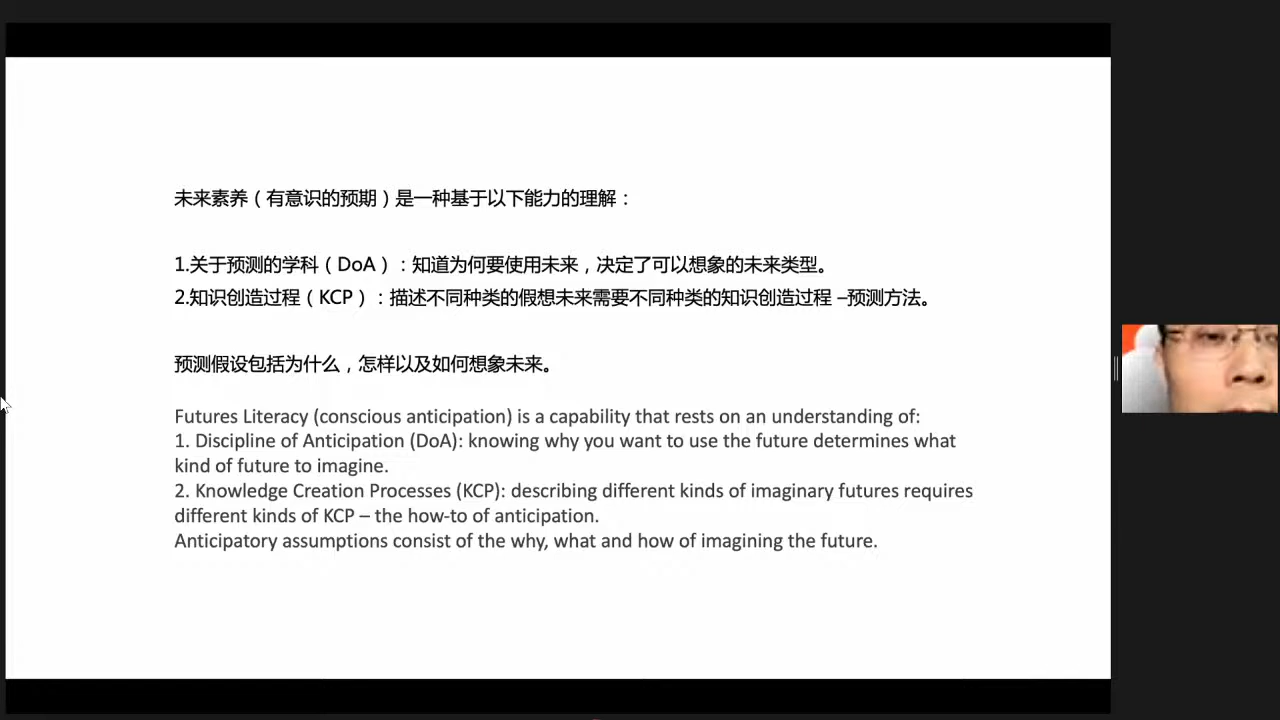 未来素养（有意识的预期）是一种基于以下能力的理解：
1.关于预测的学科（DoA）：知道为何要使用未来，决定了可以想象的未来类型。
2.知识创造过程（KCP）：描述不同种类的假想未来需要不同种类的知识创造过程 –预测方法。
预测假设包括为什么，怎样以及如何想象未来。
Futures Literacy (conscious anticipation) is a capability that rests on an understanding of:
1. Discipline of Anticipation (DoA): knowing why you want to use the future determines what
kind of future to imagine.
2. Knowledge Creation Processes (KCP): describing different kinds of imaginary futures requires
different kinds of KCP – the how-to of anticipation.
Anticipatory assumptions consist of the why, what and how of imagining the future.